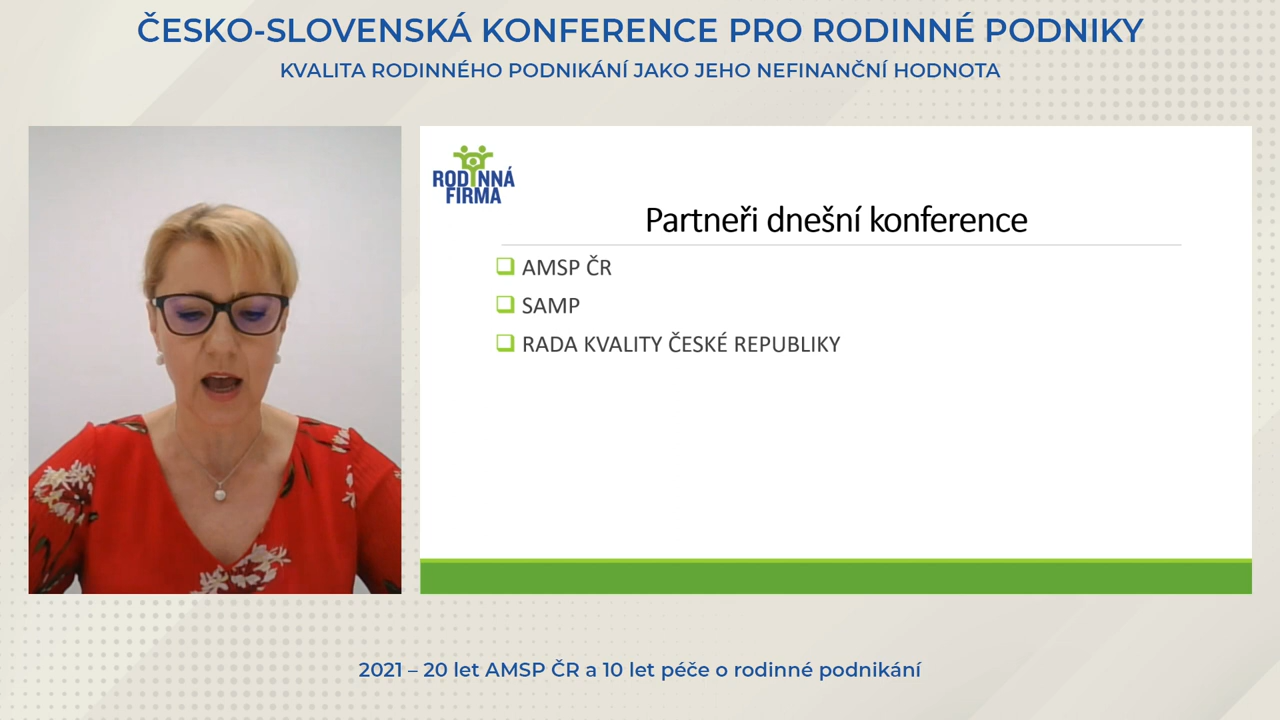 ČESKO-SLOVENSKÁ KONFERENCE PRO RODINNÉ PODNIKY
KVALITA RODINNÉHO PODNIKÁNÍ JAKO JEHO NEFINANČNÍ HODNOTA
RODINNÁ
FIRMA
Partneři dnešní konference
AMSP ČR
SAMP
RADA KVALITY ČESKÉ REPUBLIKY
2021 – 20 let AMSP ČR a 10 let péče o rodinné podnikání